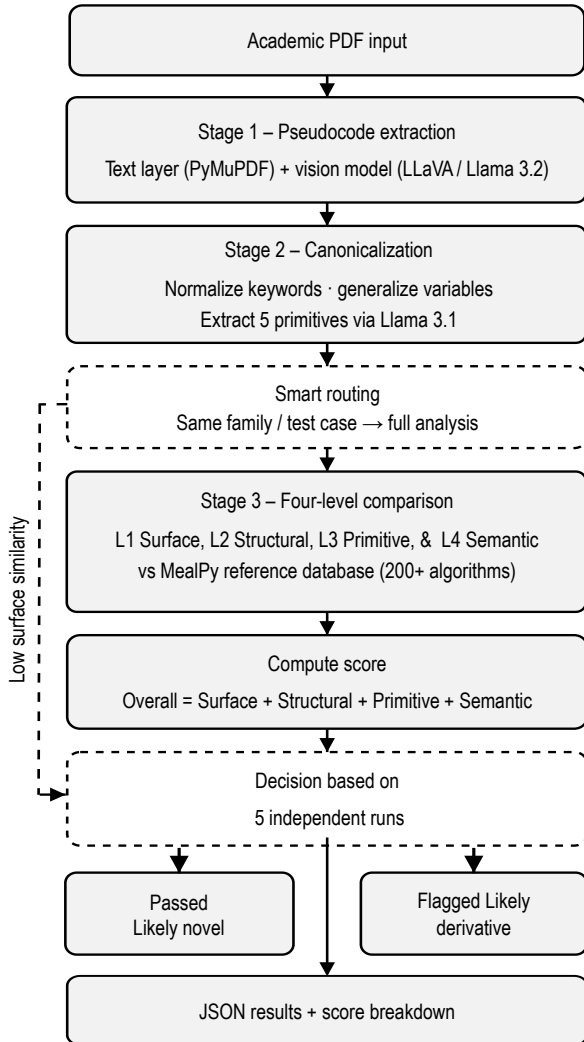 Academic PDF input
Stage 1 – Pseudocode extraction
Text layer (PyMuPDF) + vision model (LLaVA / Llama 3.2)
Stage 2 – Canonicalization
Normalize keywords · generalize variables
Extract 5 primitives via Llama 3.1
Smart routing
Same family / test case → full analysis
Low surface similarity
Stage 3 – Four-level comparison
L1 Surface, L2 Structural, L3 Primitive, & L4 Semantic
vs MealPy reference database (200+ algorithms)
Compute score
Overall = Surface + Structural + Primitive + Semantic
Decision based on
5 independent runs
Passed
Likely novel
Flagged Likely
derivative
JSON results + score breakdown